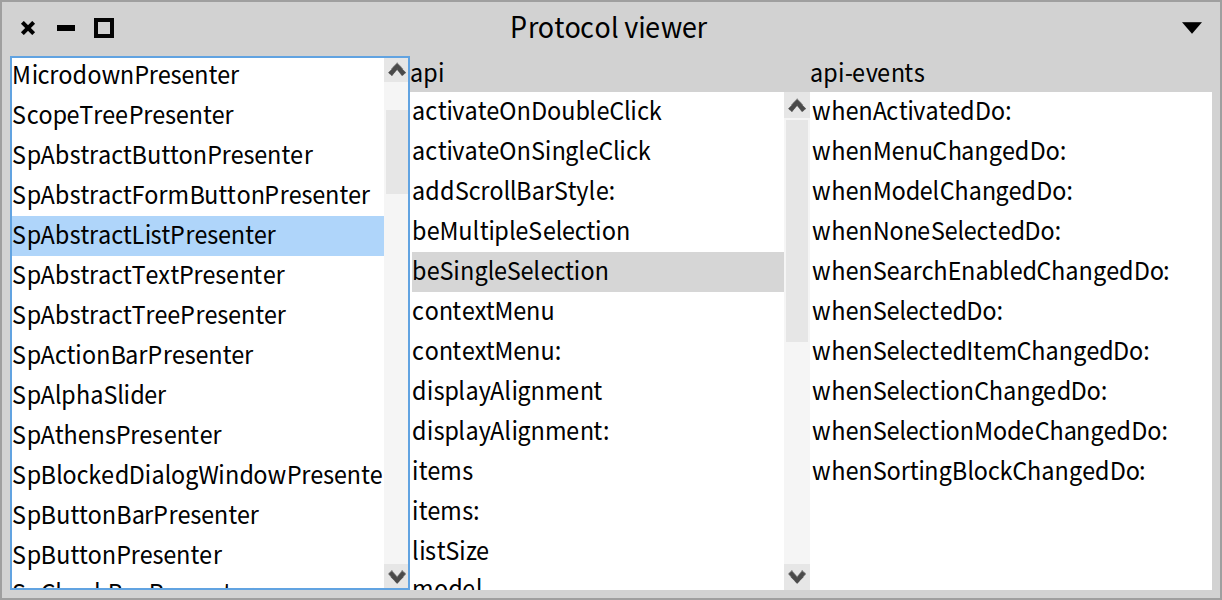 Protocol viewer
MicrodownPresenter
ScopeTreePresenter
SpAbstractButtonPresenter
SpAbstractFormButtonPresenter
SpAbstractListPresenter
SpAbstractTextPresenter
SpAbstractTreePresenter
SpActionBarPresenter
SpAlphaSlider
SpAthensPresenter
SpBlockedDialogWindowPresente
SpButtonBarPresenter
SpButtonPresenter
api
activateOnDoubleClick
activateOnSingleClick
addScrollBarStyle:
beMultipleSelection
beSingleSelection
contextMenu
contextMenu:
displayAlignment
displayAlignment:
items
items:
listSize
model
api-events
whenActivatedDo:
whenMenuChangedDo:
whenModelChangedDo:
whenNoneSelectedDo:
whenSearchEnabledChangedDo:
whenSelectedDo:
whenSelectedItemChangedDo:
whenSelectionChangedDo:
whenSelectionModeChangedDo:
whenSortingBlockChangedDo: